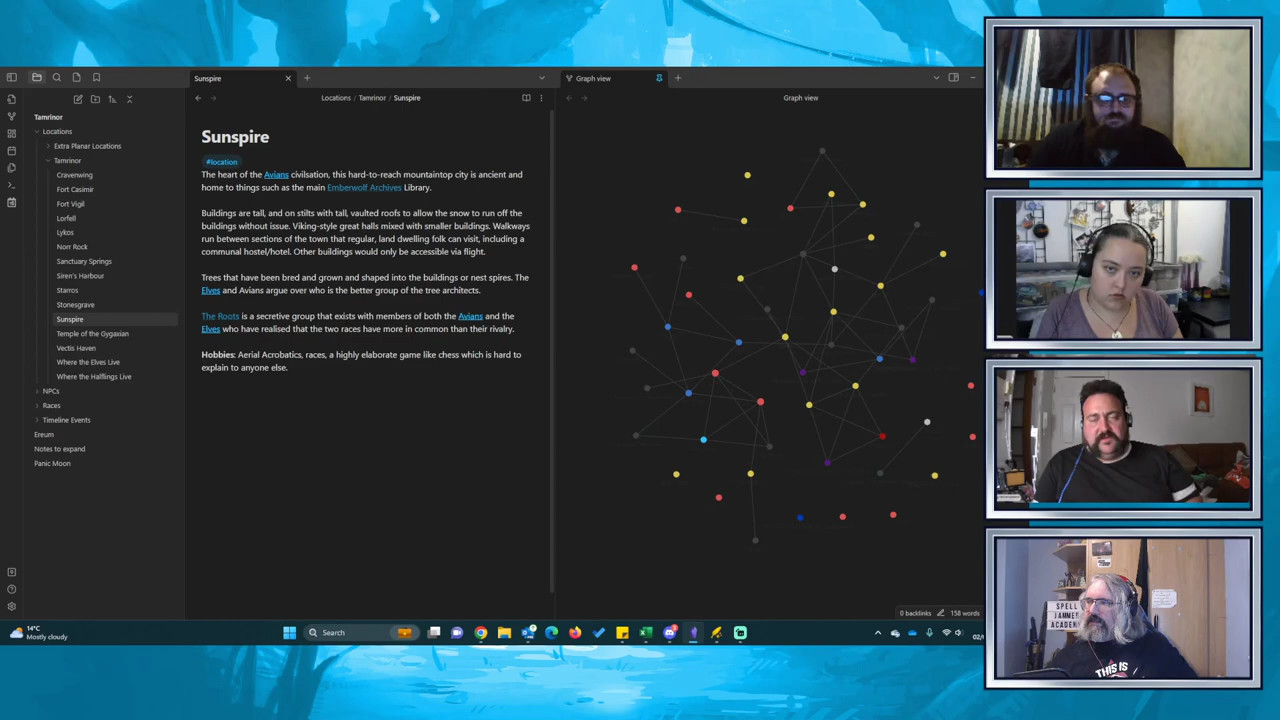 Sunspire
Graph view
Locations / Tamrinor / Sunspire
Graph view
Tamrinor
Locations
Extra Planar Locations
Tamrinor
Cravenwing
Fort Casimir
Fort Vigil
Lorfell
Lykos
Norr Rock
Sanctuary Springs
Siren's Harbour
Starros
Stonesgrave
Sunspire
Temple of the Gygaxian
Vectis Haven
Where the Elves Live
Where the Halflings Live
NPCs
Races
Timeline Events
Ereum
Notes to expand
Panic Moon
Sunspire
#location
The heart of the Avians civilsation, this hard-to-reach mountaintop city is ancient and
home to things such as the main Emberwolf Archives Library.
Buildings are tall, and on stilts with tall, vaulted roofs to allow the snow to run off the
buildings without issue. Viking-style great halls mixed with smaller buildings. Walkways
run between sections of the town that regular, land dwelling folk can visit, including a
communal hostel/hotel. Other buildings would only be accessible via flight.
Trees that have been bred and grown and shaped into the buildings or nest spires. The
Elves and Avians argue over who is the better group of the tree architects.
The Roots is a secretive group that exists with members of both the Avians and the
Elves who have realised that the two races have more in common than their rivalry.
Hobbies: Aerial Acrobatics, races, a highly elaborate game like chess which is hard to
explain to anyone else.
0 backlinks
158 words
14°C
Mostly cloudy
Search
02/
SPELL
JAMMER
ACADEMY
THIS IS